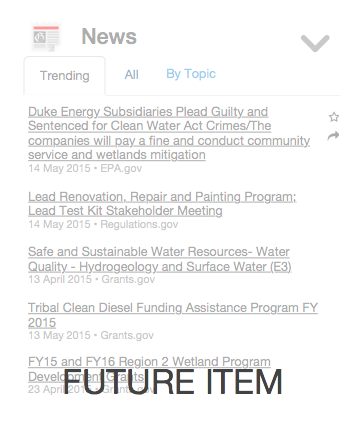 News
Trending All By Topic
Duke Energy Subsidiaries Plead Guilty and
Sentenced for Clean Water Act Crimes/The
companies will pay a fine and conduct community
service and wetlands mitigation
14 May 2015 • EPA.gov
Lead Renovation, Repair and Painting Program;
Lead Test Kit Stakeholder Meeting
14 May 2015 • Regulations.gov
Safe and Sustainable Water Resources- Water
Quality - Hydrogeology and Surface Water (E3)
13 April 2015 • Grants.gov
Tribal Clean Diesel Funding Assistance Program FY
2015
13 May 2015 • Grants.gov
FY15 and FY16 Region 2 Wetland Program
Development Grants
FUTURE ITEM
23 April 2015 • Grants.gov